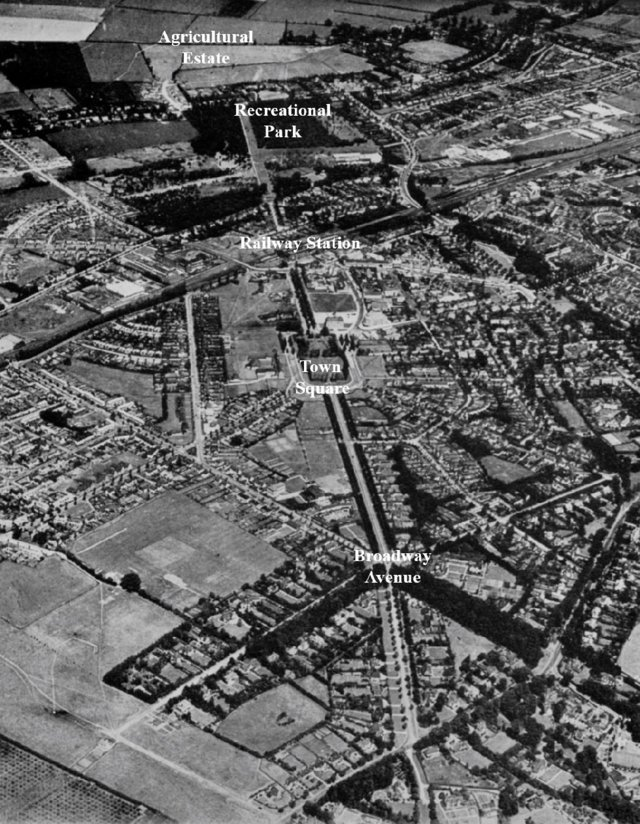 Agricultural
Estate
Recreational
Park
Railway Station
Town
Square
Broadway
Avenue